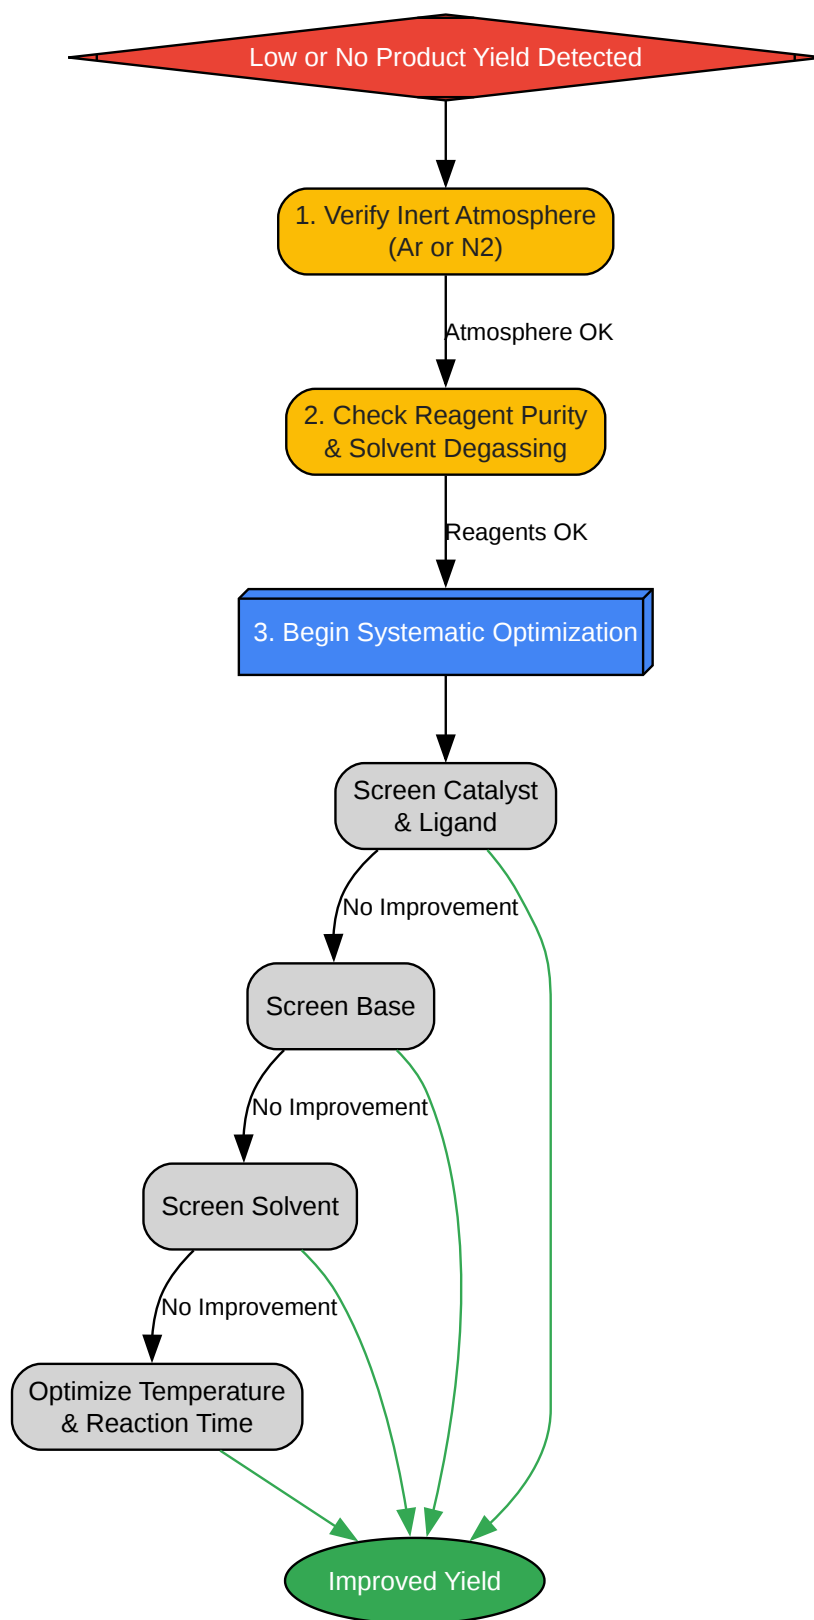 Low or No Product Yield Detected
1. Verify Inert Atmosphere
(Ar or N2)
Atmosphere OK
2. Check Reagent Purity
& Solvent Degassing
Reagents OK
3. Begin Systematic Optimization
Screen Catalyst
& Ligand
No Improvement
Screen Base
No Improvement
Screen Solvent
No Improvement
Optimize Temperature
& Reaction Time
Improved Yield